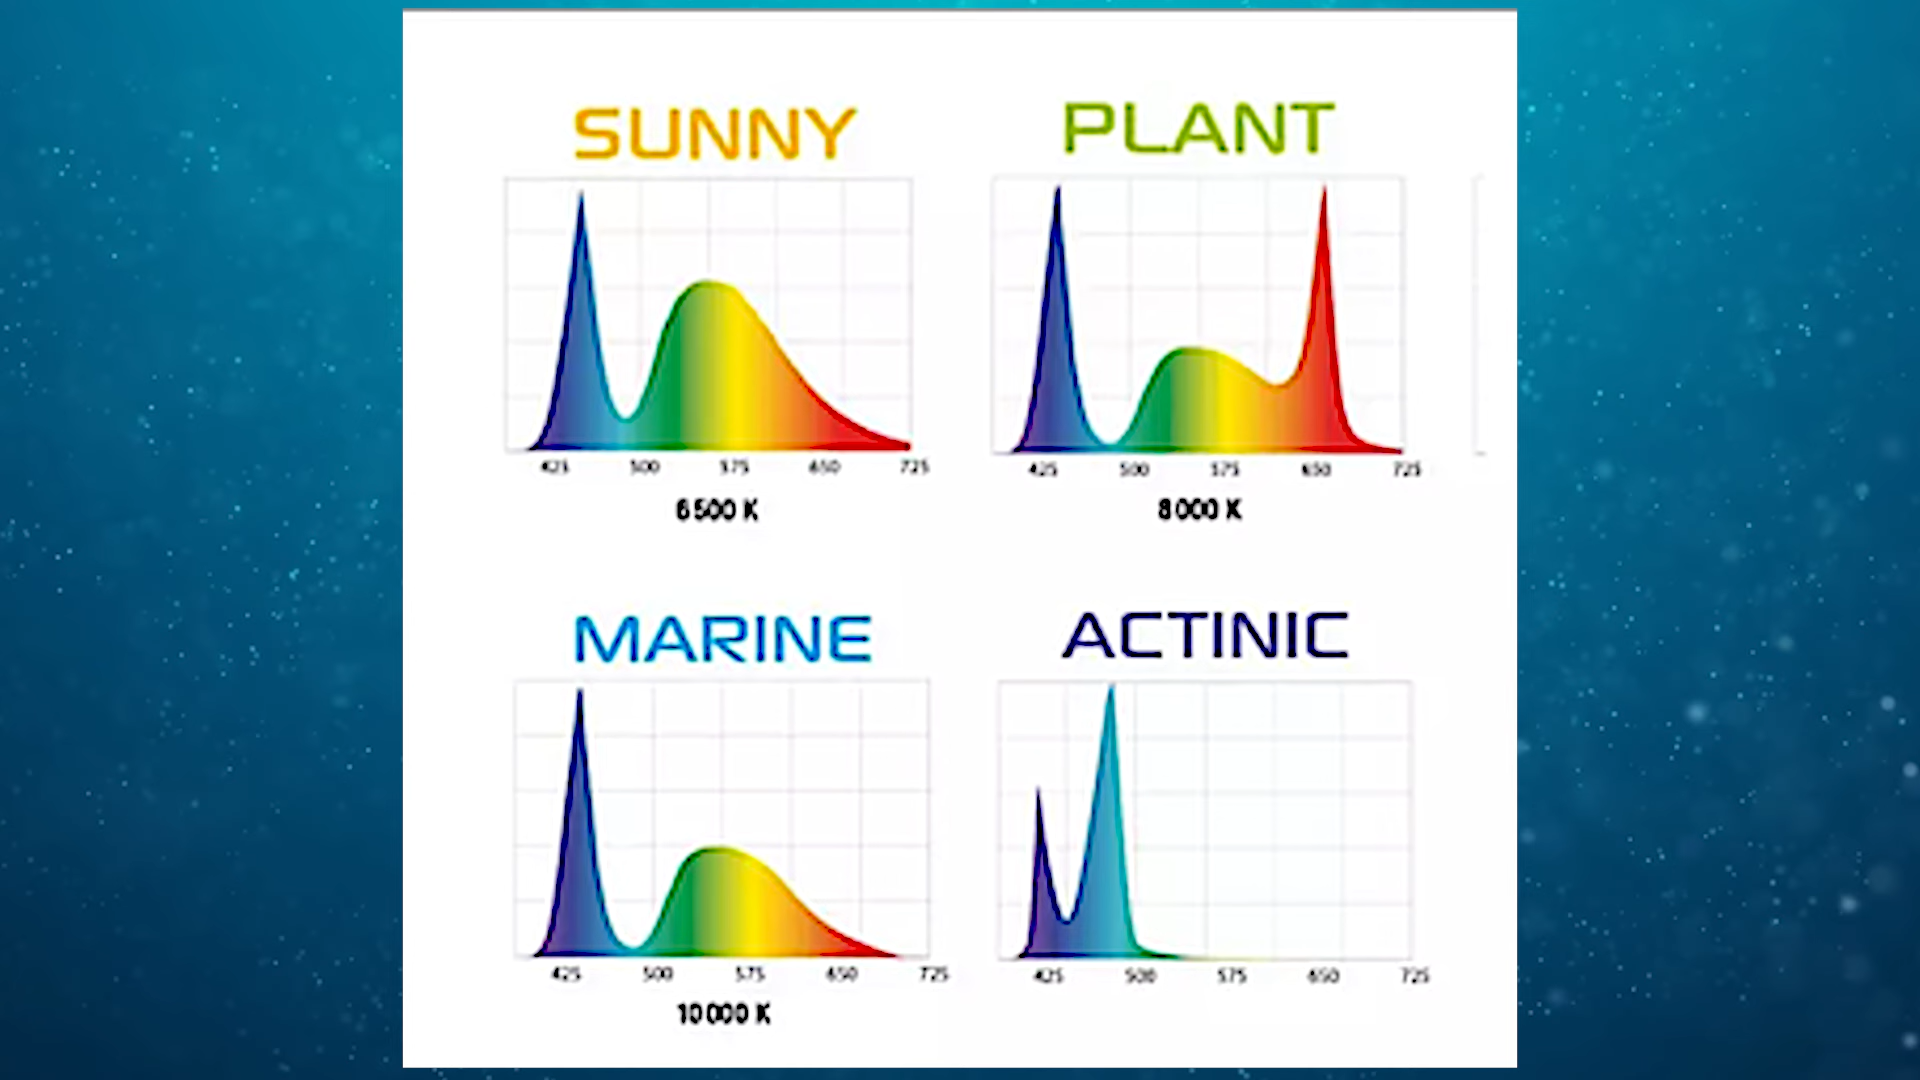 SUNNY
PLANT
425 500 575 650 725
425 500 575 650 725
6500 K
8000 K
MARINE
ACTINIC
425 500 575 650 725
425 500 575 650 725
10000 K